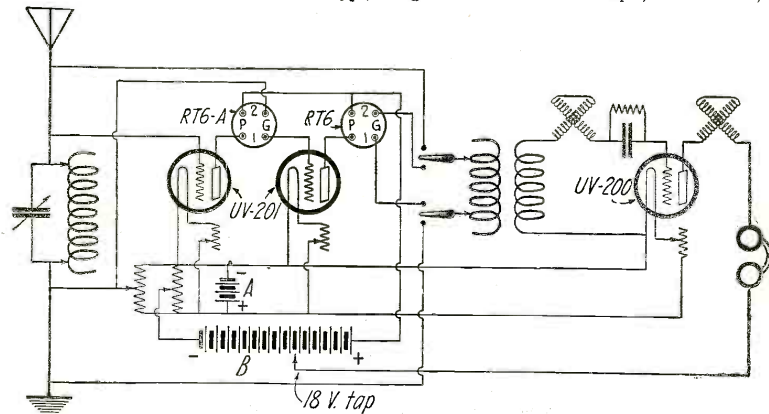 RT6-A
P 2 G 1
RT6
P 2 G 1
UV-201
UV-200
- A +
- B +
18 V. tap